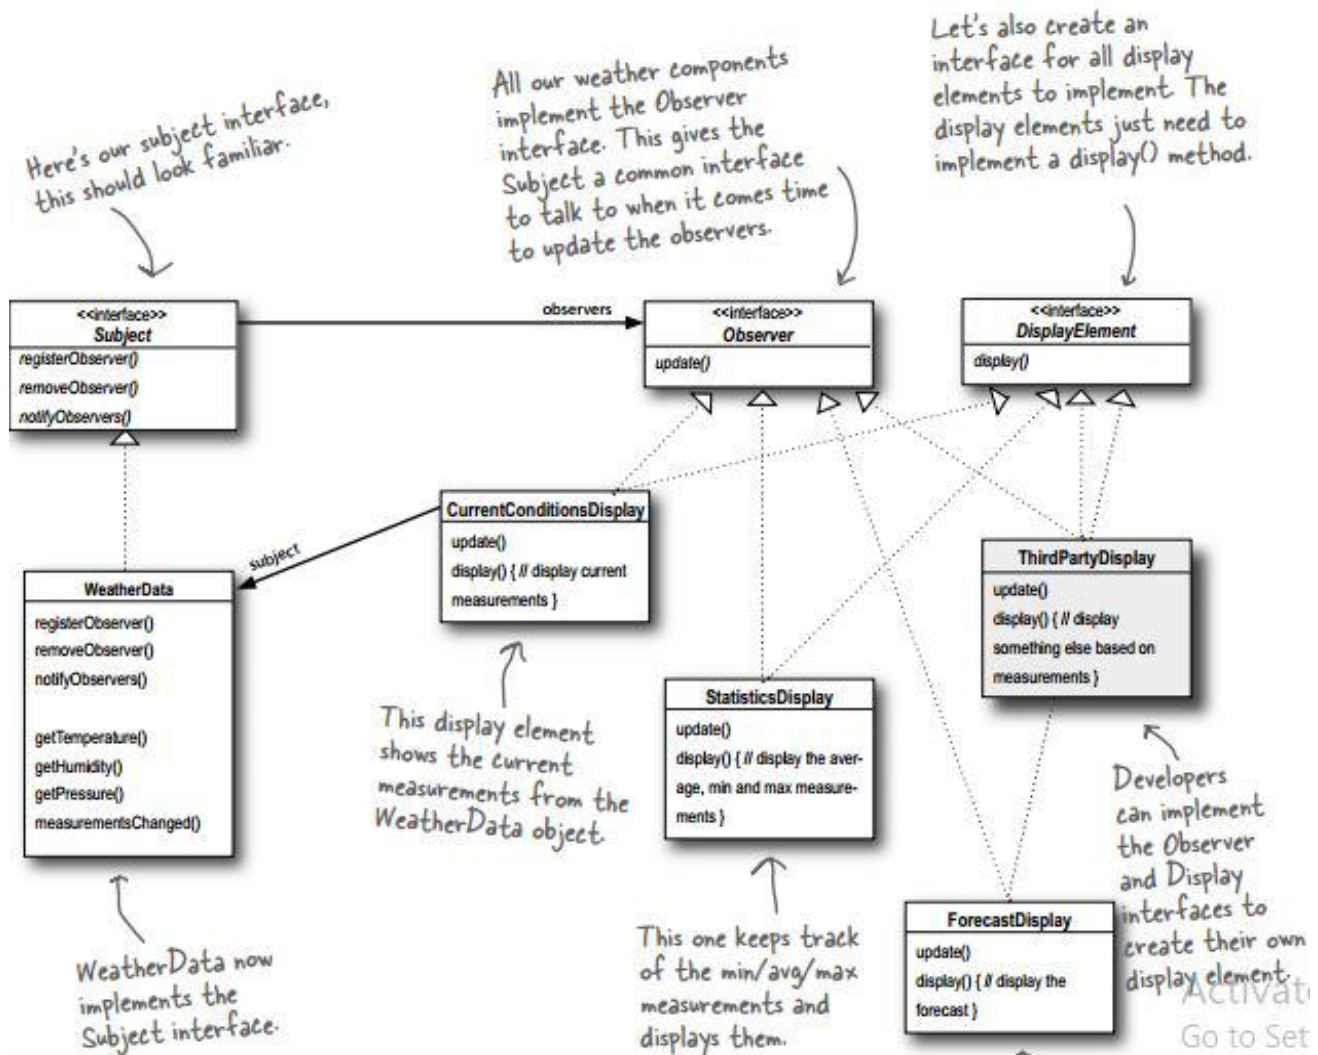 Here's our subject interface,
this should look familiar.
All our weather components
implement the Observer
interface. This gives the
Subject a common interface
to talk to when it comes time
to update the observers.
Let's also create an
interface for all display
elements to implement. The
display elements just need to
implement a display() method.
<<interface>>
Subject
registerObserver()
removeObserver()
notifyObservers()
observers
<<interface>>
Observer
update()
<<interface>>
DisplayElement
display()
CurrentConditionsDisplay
update()
display() { // display current
measurements }
subject
WeatherData
registerObserver()
removeObserver()
notifyObservers()
getTemperature()
getHumidity()
getPressure()
measurementsChanged()
ThirdPartyDisplay
update()
display() { // display
something else based on
measurements }
StatisticsDisplay
update()
display() { // display the aver-
age, min and max measure-
ments }
This display element
shows the current
measurements from the
WeatherData object.
Developers
can implement
the Observer
and Display
interfaces to
create their own
display element.
ForecastDisplay
update()
display() { // display the
forecast }
This one keeps track
of the min/avg/max
measurements and
displays them.
WeatherData now
implements the
Subject interface.
Activat
Go to Set